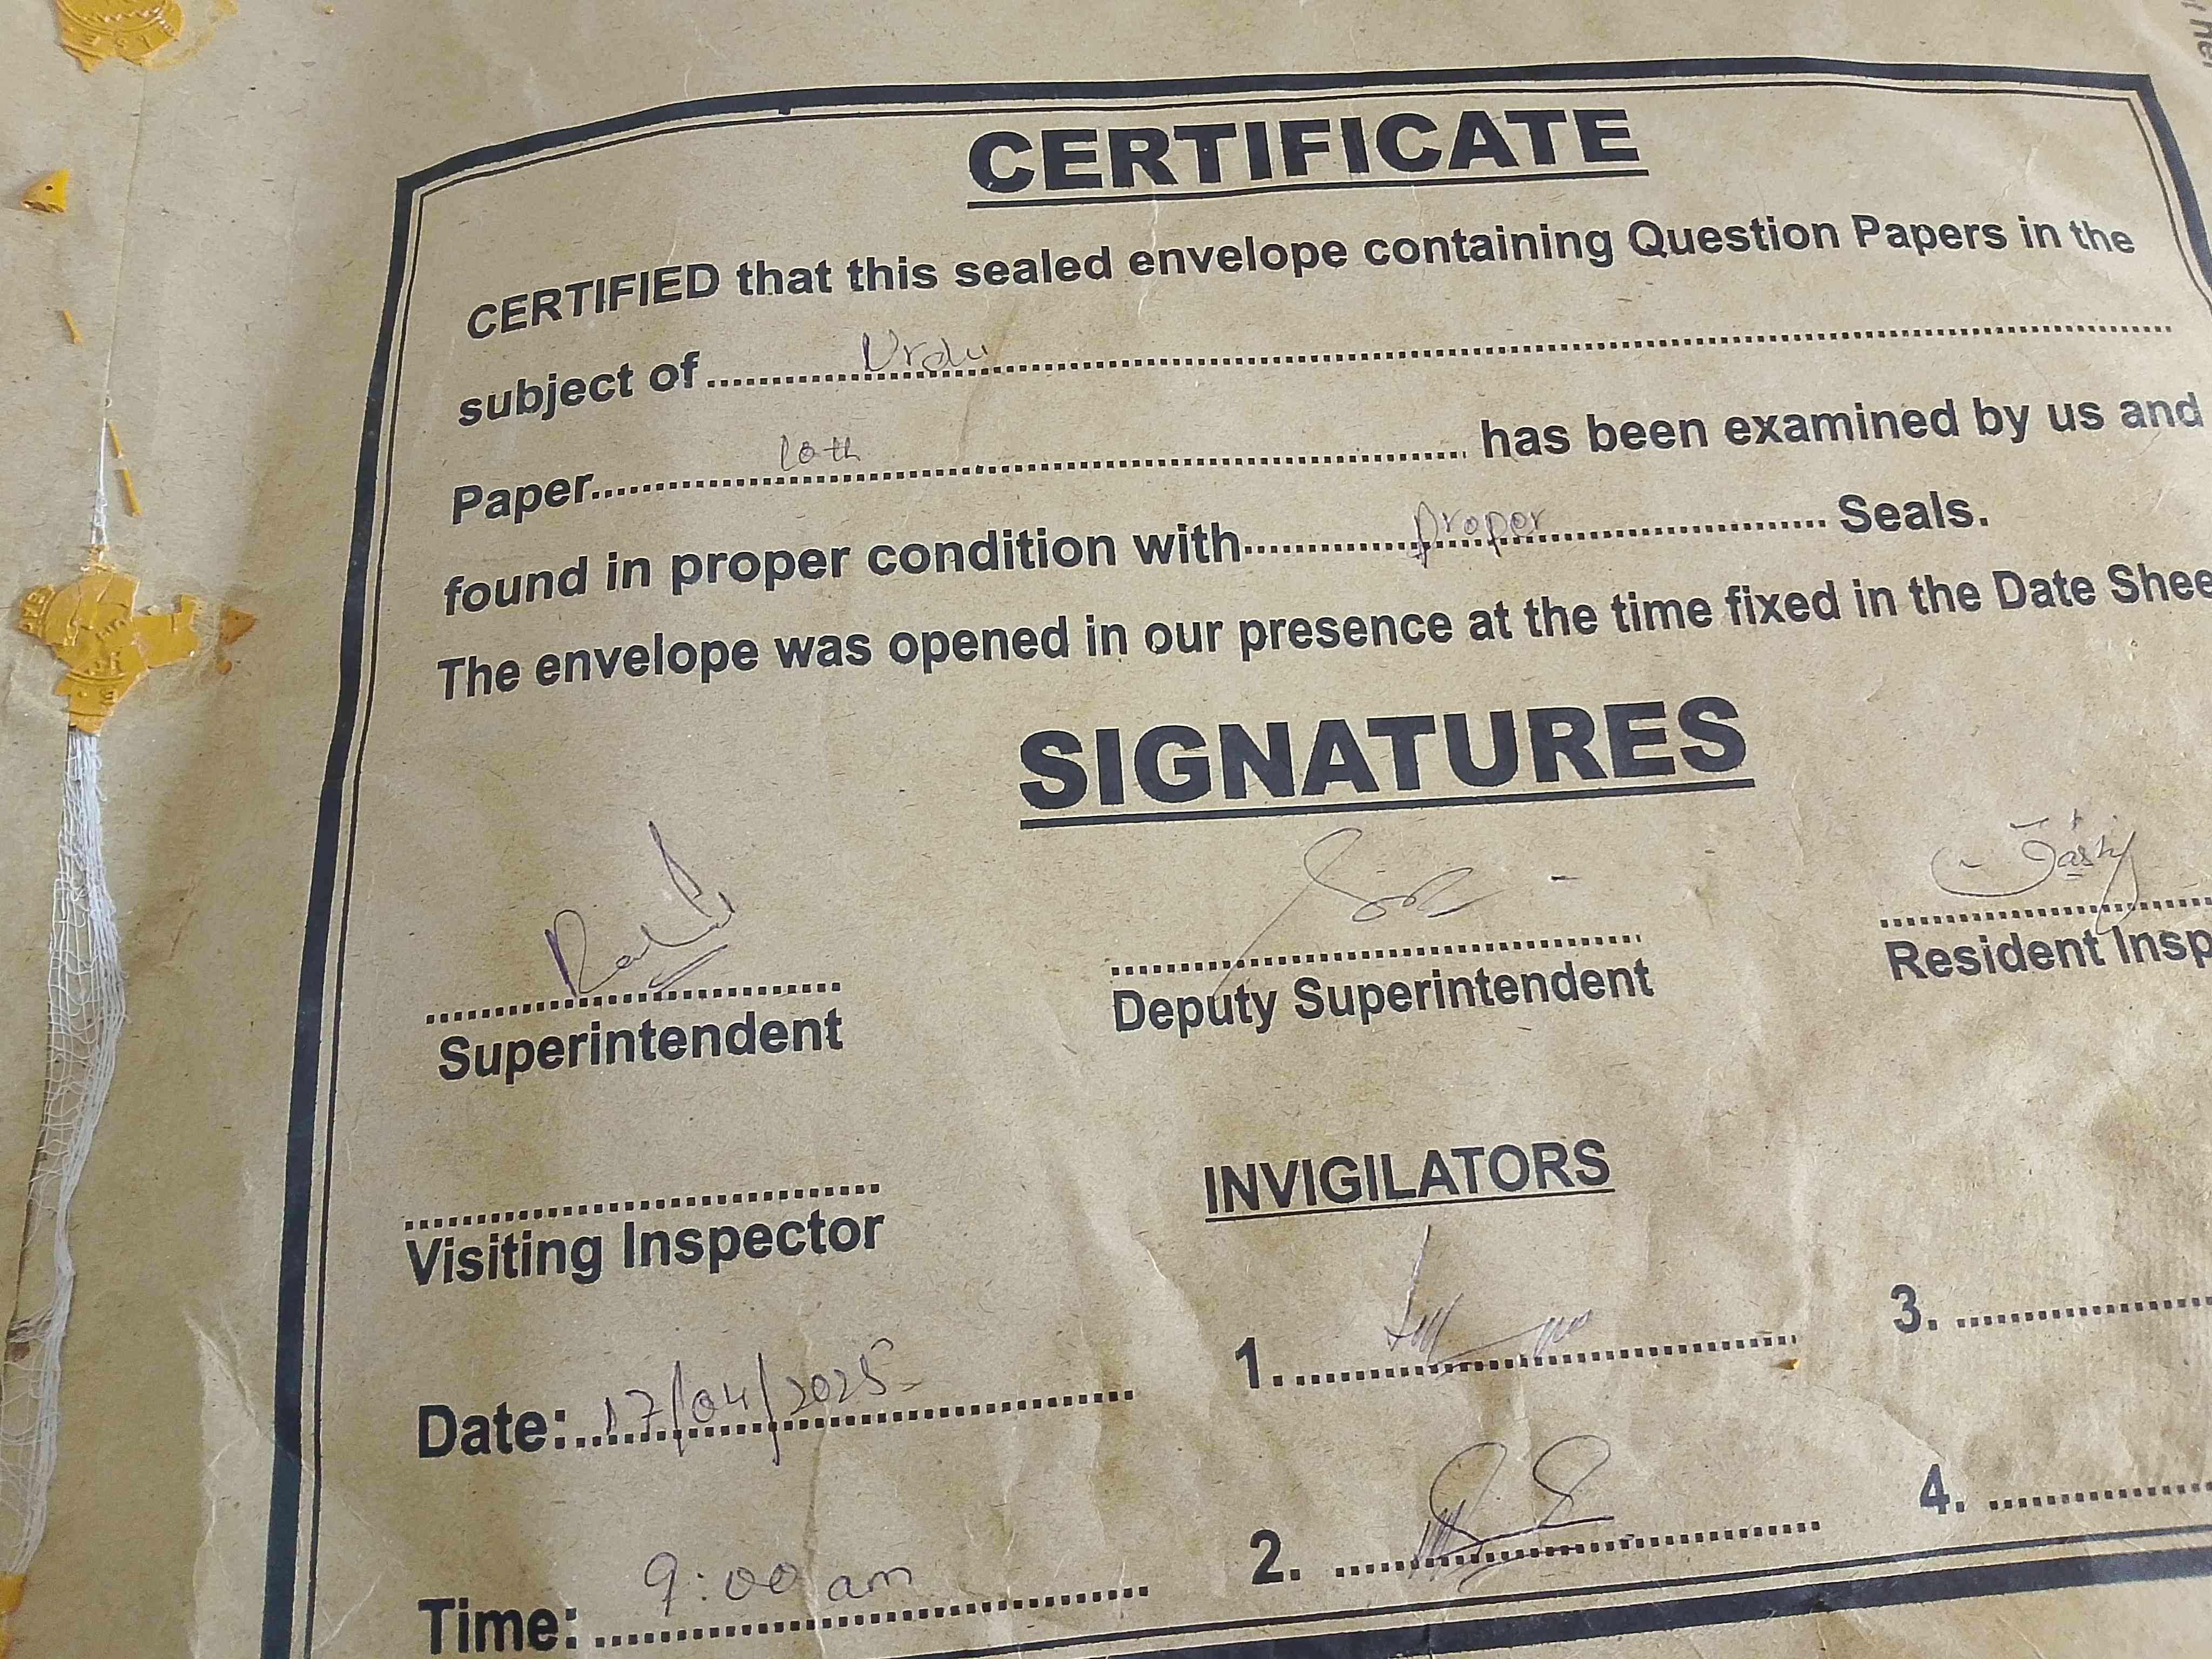 CERTIFICATE
CERTIFIED that this sealed envelope containing Question Papers in the
subject of Urdu
Paper 10th has been examined by us and
found in proper condition with proper Seals.
The envelope was opened in our presence at the time fixed in the Date Shee
SIGNATURES
Superintendent
Deputy Superintendent
Resident Insp
Visiting Inspector
INVIGILATORS
1.
3.
Date: 17/04/2025
2.
4.
Time: 9:00 am